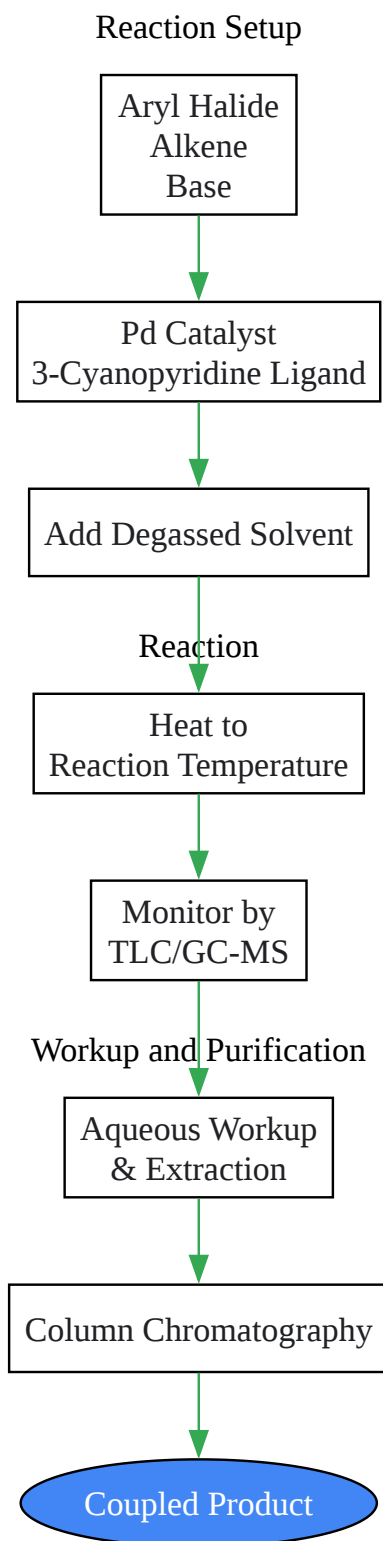 Reaction Setup
Aryl Halide
Alkene
Base
Pd Catalyst
3-Cyanopyridine Ligand
Add Degassed Solvent
Reaction
Heat to
Reaction Temperature
Monitor by
TLC/GC-MS
Workup and Purification
Aqueous Workup
& Extraction
Column Chromatography
Coupled Product